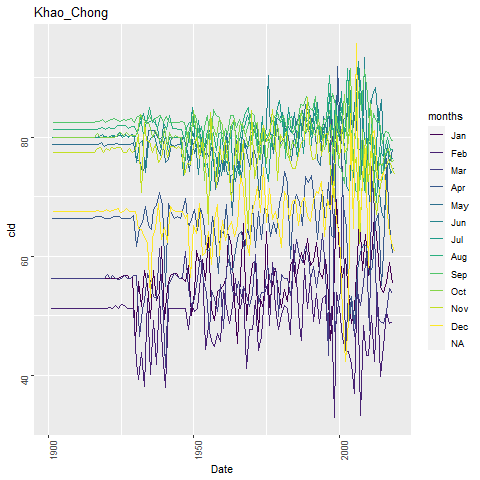 Khao_Chong
cld
80
60
40
1900
1950
2000
Date
months
Jan
Feb
Mar
Apr
May
Jun
Jul
Aug
Sep
Oct
Nov
Dec
NA